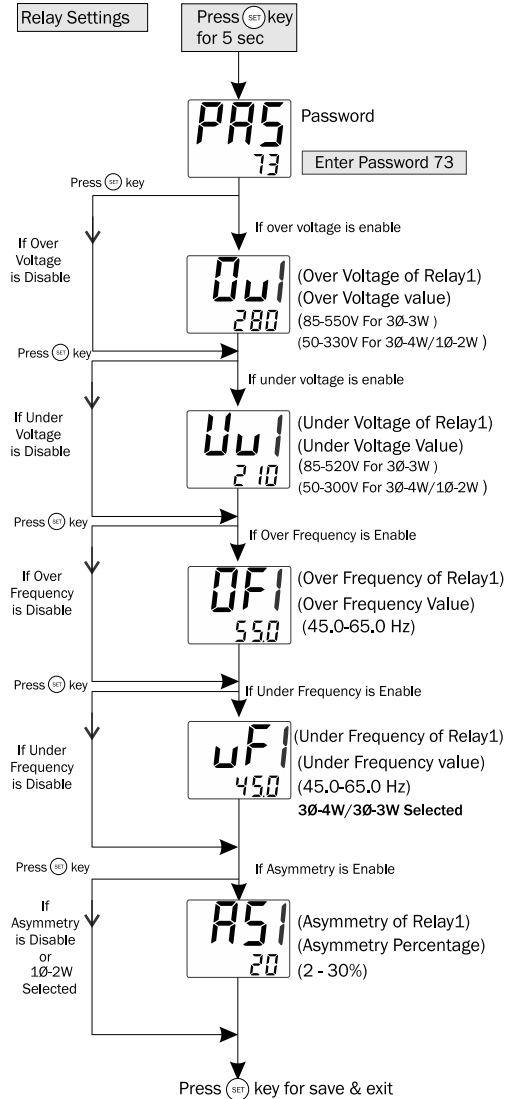 Relay Settings
Press SET key
for 5 sec
PAS
73
Password
Enter Password 73
Press SET key
If over voltage is enable
If Over
Voltage
is Disable
Ou1
280
(Over Voltage of Relay1)
(Over Voltage value)
(85-550V For 3Ø-3W )
(50-330V For 3Ø-4W/1Ø-2W )
Press SET key
If under voltage is enable
If Under
Voltage
is Disable
Uu1
210
(Under Voltage of Relay1)
(Under Voltage Value)
(85-520V For 3Ø-3W )
(50-300V For 3Ø-4W/1Ø-2W )
Press SET key
If Over Frequency is Enable
If Over
Frequency
is Disable
OF1
55.0
(Over Frequency of Relay1)
(Over Frequency Value)
(45.0-65.0 Hz)
Press SET key
If Under Frequency is Enable
If Under
Frequency
is Disable
uF1
45.0
(Under Frequency of Relay1)
(Under Frequency value)
(45.0-65.0 Hz)
3Ø-4W/3Ø-3W Selected
Press SET key
If Asymmetry is Enable
If
Asymmetry
is Disable
or
1Ø-2W
Selected
AS1
20
(Asymmetry of Relay1)
(Asymmetry Percentage)
(2 - 30%)
Press SET key for save & exit